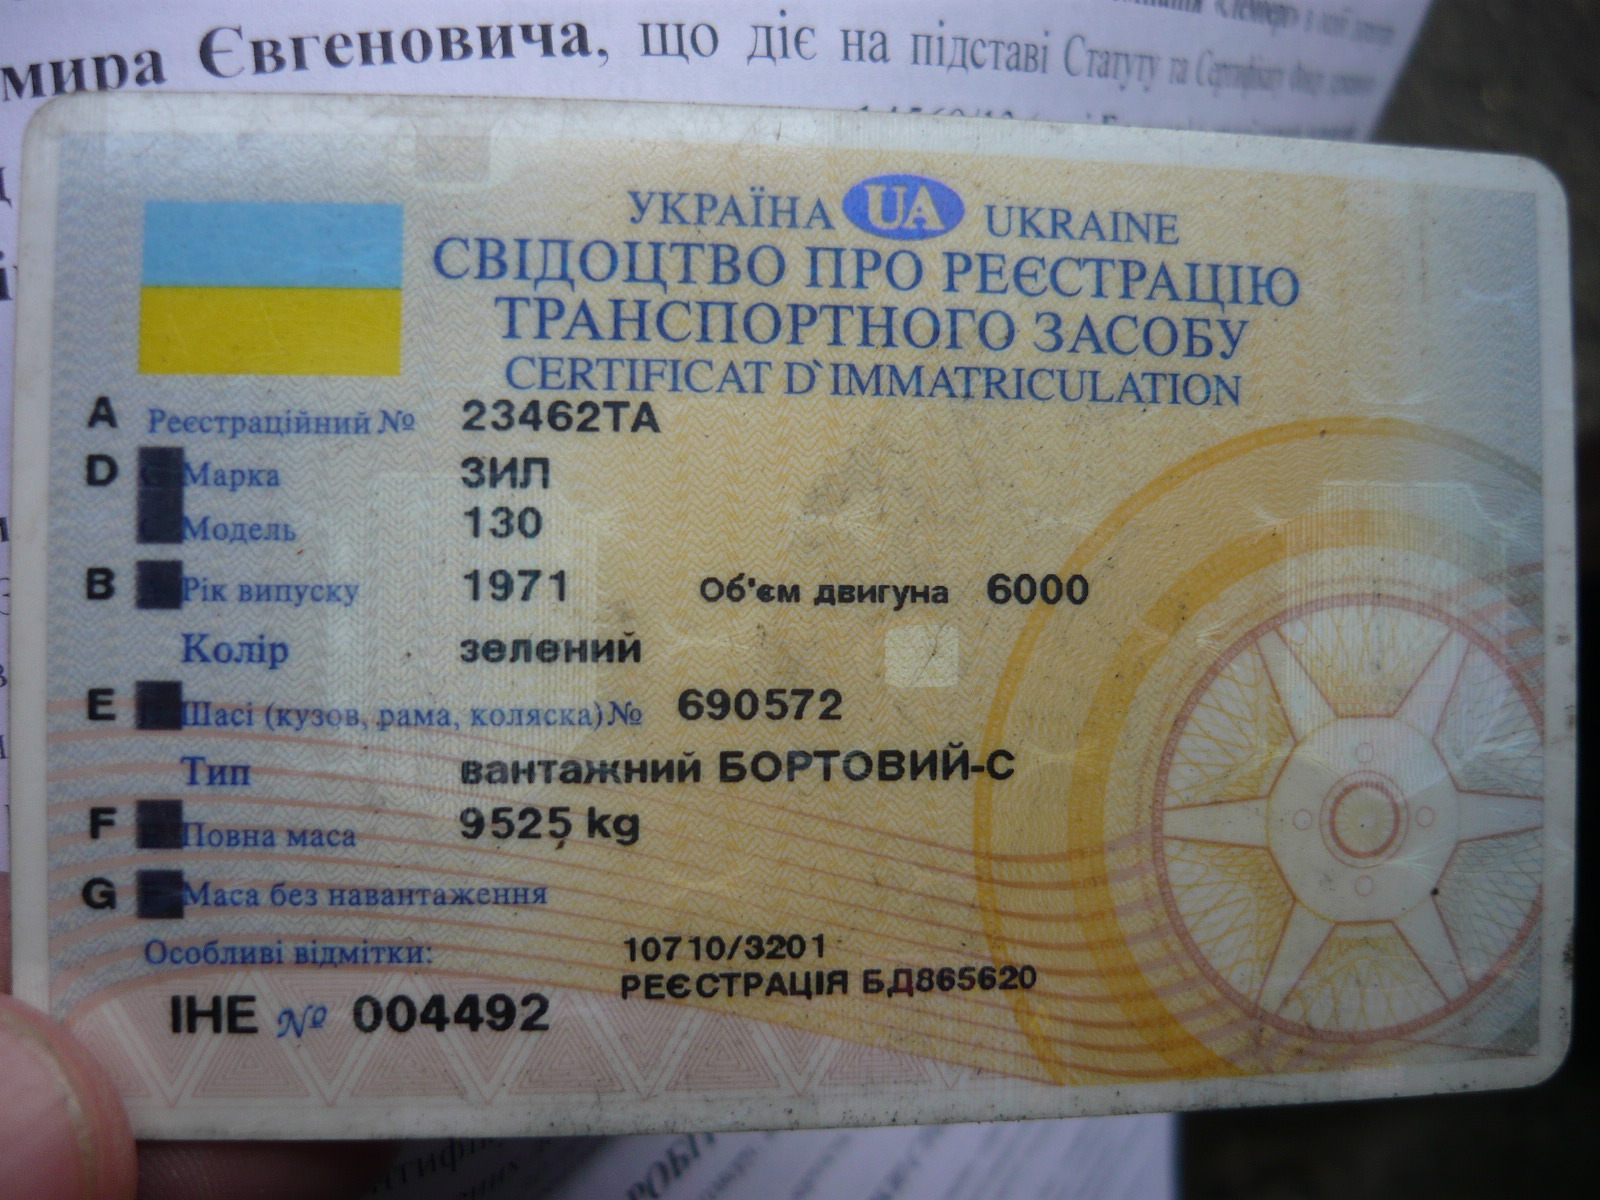 мира Євгеновича, що діє на підставі Статуту та Сертифікату
УКРАЇНА UA UKRAINE
СВІДОЦТВО ПРО РЕЄСТРАЦІЮ
ТРАНСПОРТНОГО ЗАСОБУ
CERTIFICAT D`IMMATRICULATION
A Реєстраційний № 23462ТА
D Марка ЗИЛ
Модель 130
B Рік випуску 1971 Об'єм двигуна 6000
Колір зелений
E Шасі (кузов, рама, коляска) № 690572
Тип вантажний БОРТОВИЙ-С
F Повна маса 9525 kg
G Маса без навантаження
Особливі відмітки: 10710/3201
РЕЄСТРАЦІЯ БД865620
ІНЕ № 004492